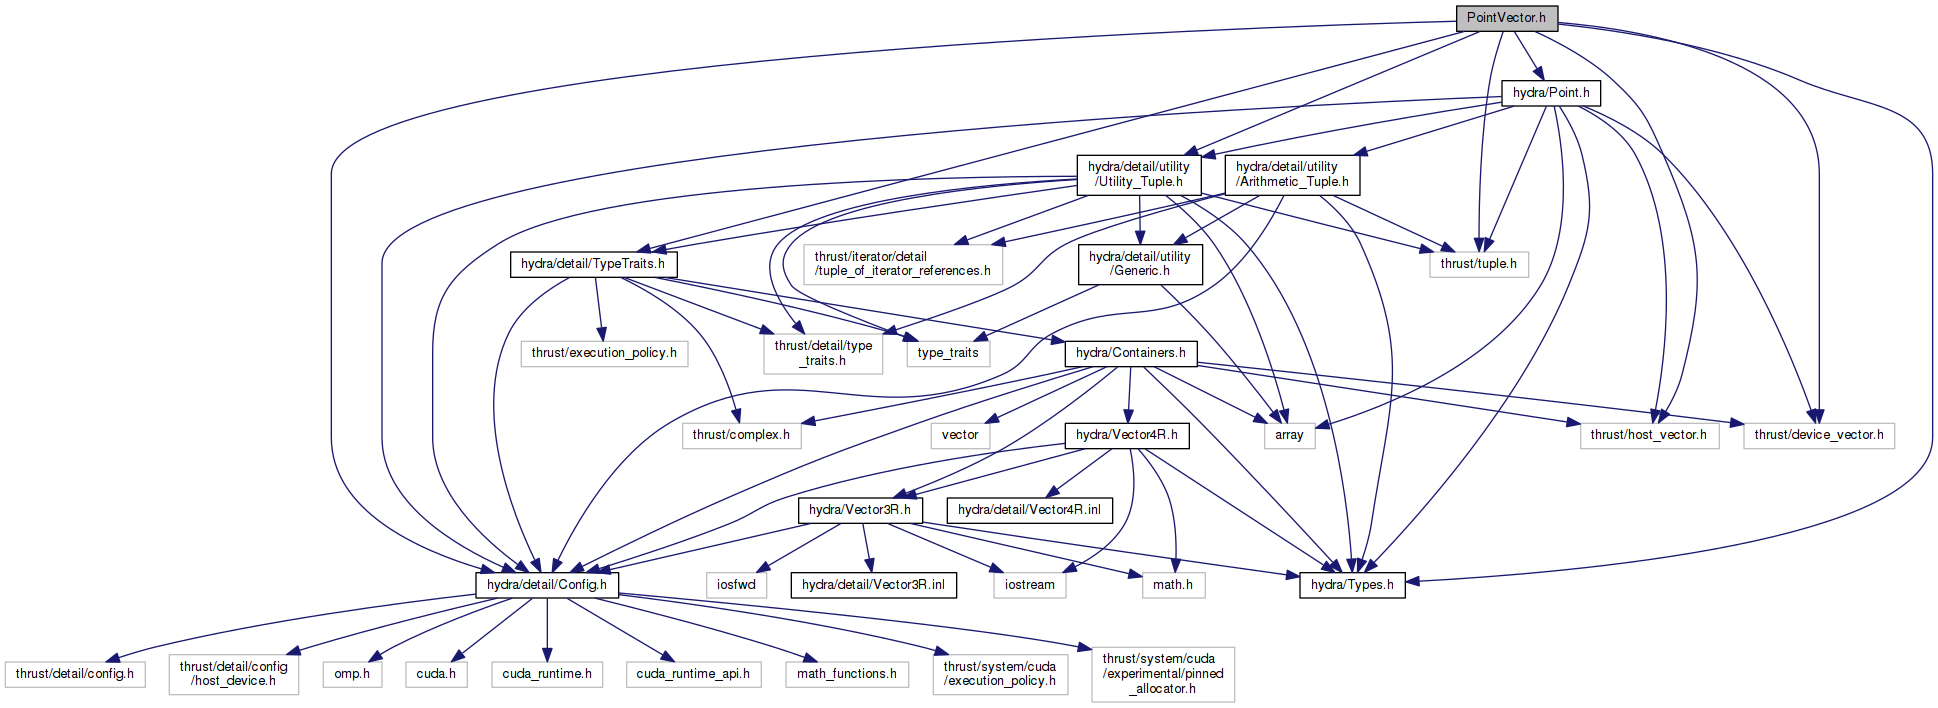 PointVector.h
hydra/Point.h
hydra/detail/utility
/Utility_Tuple.h
hydra/detail/utility
/Arithmetic_Tuple.h
hydra/detail/TypeTraits.h
thrust/iterator/detail
/tuple_of_iterator_references.h
hydra/detail/utility
/Generic.h
thrust/tuple.h
thrust/execution_policy.h
thrust/detail/type
_traits.h
type_traits
hydra/Containers.h
thrust/complex.h
vector
hydra/Vector4R.h
array
thrust/host_vector.h
thrust/device_vector.h
hydra/Vector3R.h
hydra/detail/Vector4R.inl
hydra/detail/Config.h
iosfwd
hydra/detail/Vector3R.inl
iostream
math.h
hydra/Types.h
thrust/detail/config.h
thrust/detail/config
/host_device.h
omp.h
cuda.h
cuda_runtime.h
cuda_runtime_api.h
math_functions.h
thrust/system/cuda
/execution_policy.h
thrust/system/cuda
/experimental/pinned
_allocator.h